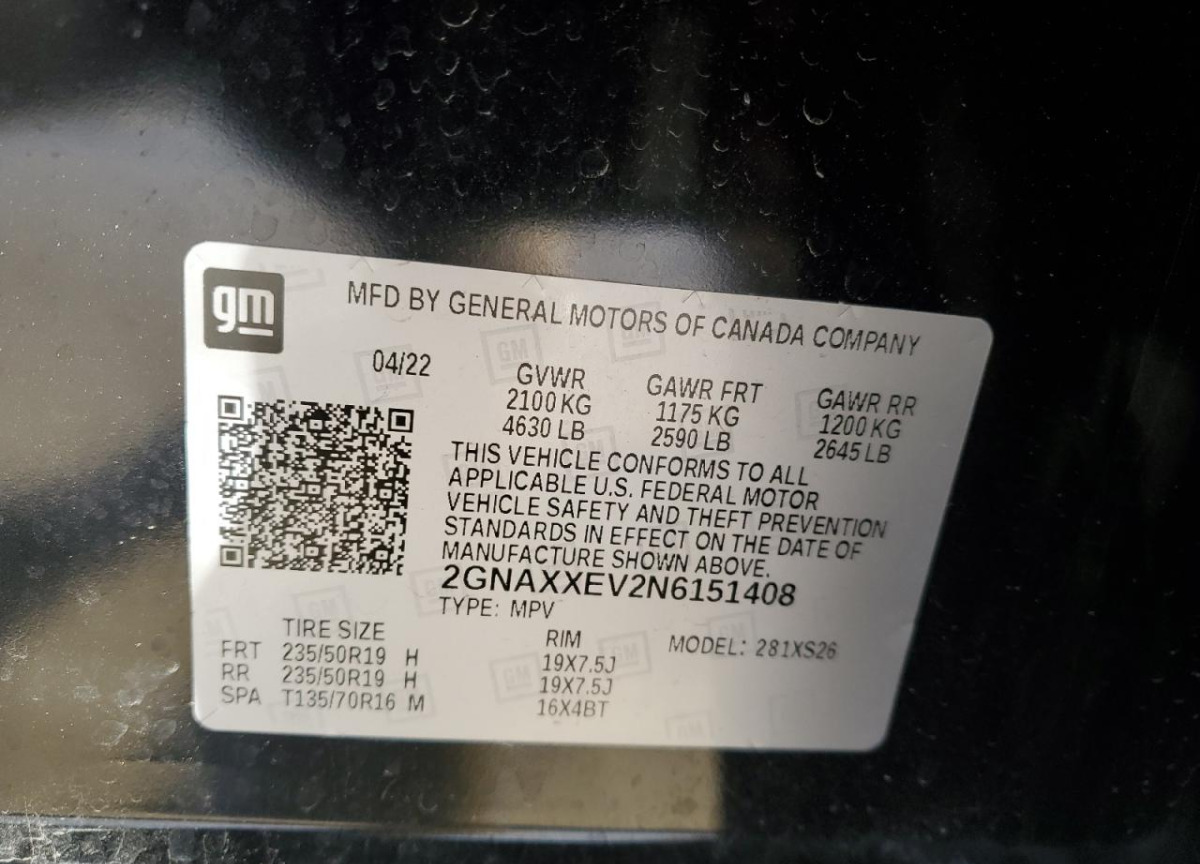 gm
MFD BY GENERAL MOTORS OF CANADA COMPANY
04/22
GVWR GAWR FRT GAWR RR
2100 KG 1175 KG 1200 KG
4630 LB 2590 LB 2645 LB
THIS VEHICLE CONFORMS TO ALL
APPLICABLE U.S. FEDERAL MOTOR
VEHICLE SAFETY AND THEFT PREVENTION
STANDARDS IN EFFECT ON THE DATE OF
MANUFACTURE SHOWN ABOVE.
2GNAXXEV2N6151408
TYPE: MPV
TIRE SIZE RIM MODEL: 281XS26
FRT 235/50R19 H 19X7.5J
RR 235/50R19 H 19X7.5J
SPA T135/70R16 M 16X4BT